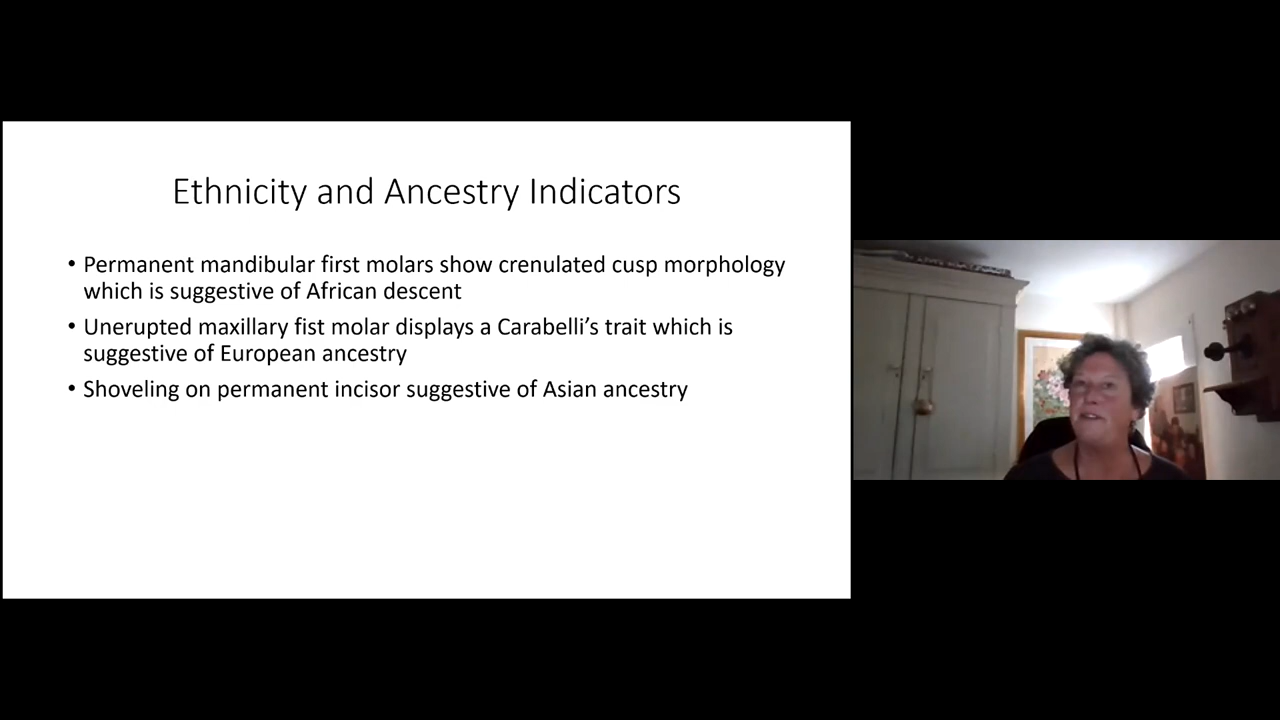 Ethnicity and Ancestry Indicators
• Permanent mandibular first molars show crenulated cusp morphology
which is suggestive of African descent
• Unerupted maxillary fist molar displays a Carabelli’s trait which is
suggestive of European ancestry
• Shoveling on permanent incisor suggestive of Asian ancestry